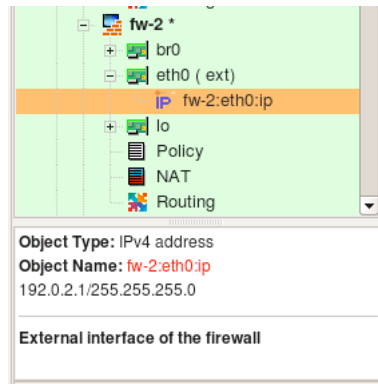 fw-2 *
br0
eth0 ( ext)
IP fw-2:eth0:ip
lo
Policy
NAT
Routing
Object Type: IPv4 address
Object Name: fw-2:eth0:ip
192.0.2.1/255.255.255.0
External interface of the firewall